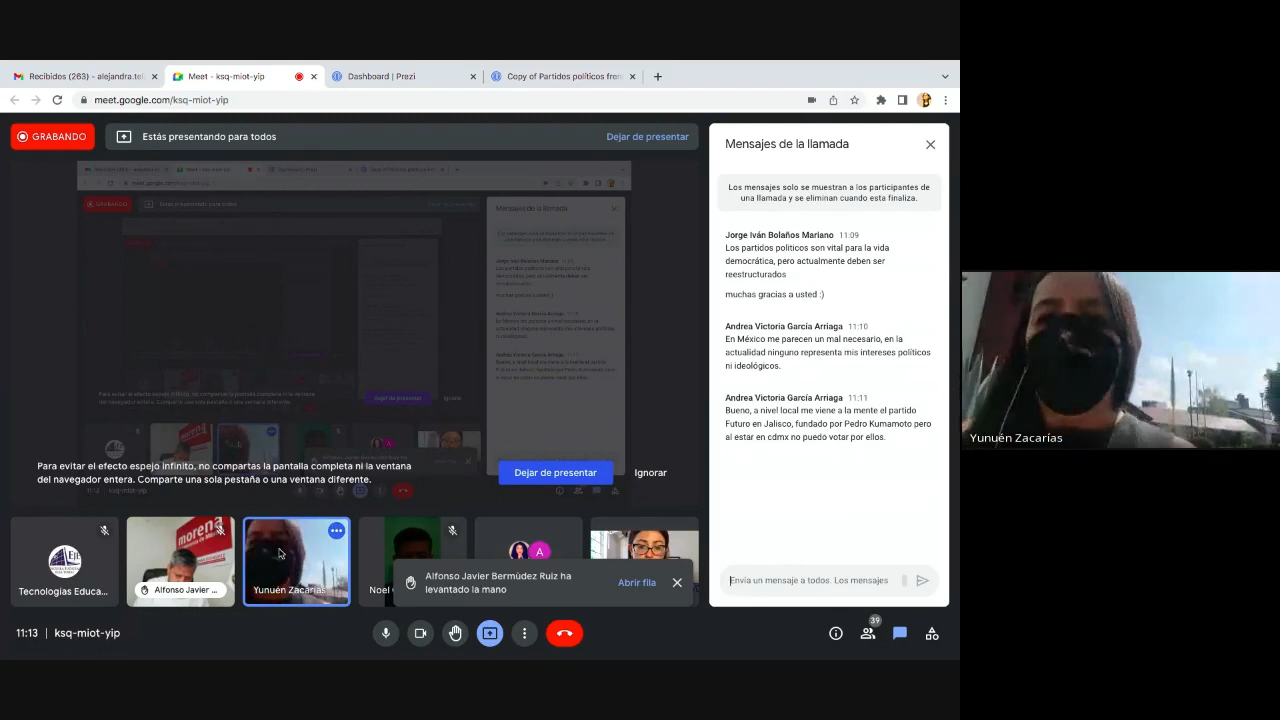 Recibidos (263) - alejandra.tel
Meet - ksq-miot-yip
Dashboard | Prezi
Copy of Partidos políticos fren
meet.google.com/ksq-miot-yip
GRABANDO
Estás presentando para todos
Dejar de presentar
Mensajes de la llamada
Los mensajes solo se muestran a los participantes de
una llamada y se eliminan cuando esta finaliza.
Jorge Iván Bolaños Mariano 11:09
Los partidos politicos son vital para la vida
democrática, pero actualmente deben ser
reestructurados
muchas gracias a usted :)
Andrea Victoria García Arriaga 11:10
En México me parecen un mal necesario, en la
actualidad ninguno representa mis intereses políticos
ni ideológicos.
Andrea Victoria García Arriaga 11:11
Bueno, a nivel local me viene a la mente el partido
Futuro en Jalisco, fundado por Pedro Kumamoto pero
al estar en cdmx no puedo votar por ellos.
Para evitar el efecto espejo infinito, no compartas la pantalla completa ni la ventana
del navegador entera. Comparte una sola pestaña o una ventana diferente.
Dejar de presentar
Ignorar
EJE
Tecnologías Educa...
morena
Alfonso Javier ...
Yunuén Zacarías
Noel
A
Alfonso Javier Bermùdez Ruiz ha
levantado la mano
Abrir fila
Envía un mensaje a todos. Los mensajes
11:13 | ksq-miot-yip
39
Yunuén Zacarías